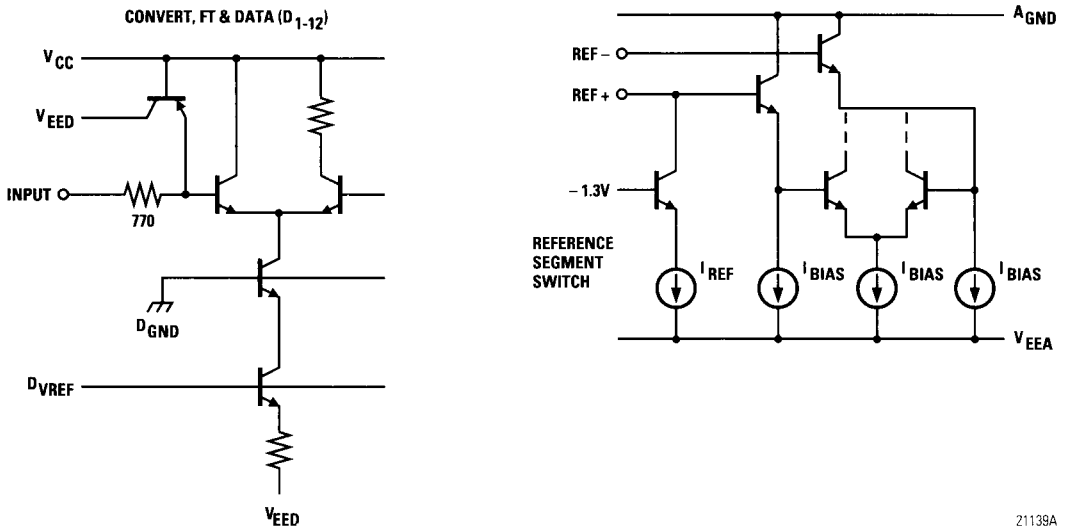 CONVERT, FT & DATA (D1-12)
VCC
VEED
INPUT
770
DGND
DVREF
VEED
AGND
REF –
REF +
– 1.3V
REFERENCE
SEGMENT
SWITCH
IREF
IBIAS
IBIAS
IBIAS
VEEA
21139A